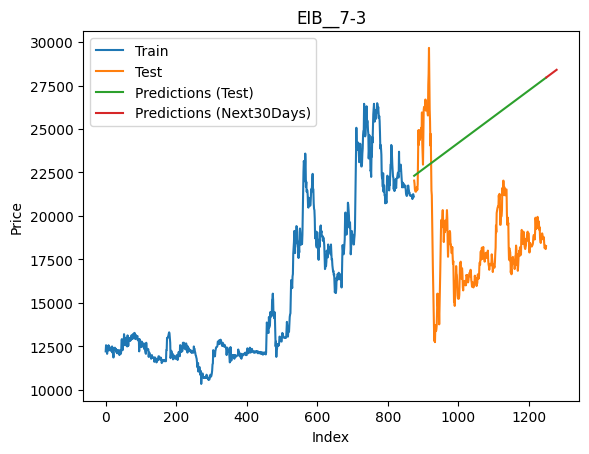 EIB__7-3
30000
27500
25000
22500
20000
17500
15000
12500
10000
Price
Train
Test
Predictions (Test)
Predictions (Next30Days)
0 200 400 600 800 1000 1200
Index